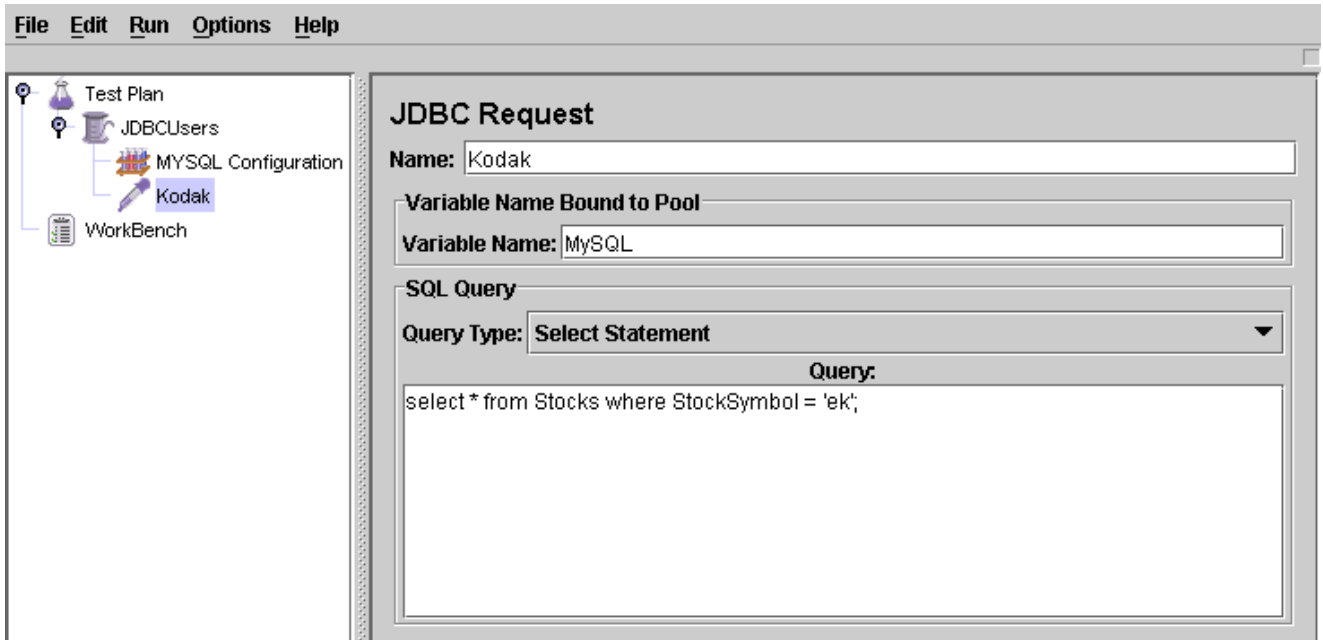 File Edit Run Options Help
Test Plan
JDBCUsers
MYSQL Configuration
Kodak
WorkBench
JDBC Request
Name: Kodak
Variable Name Bound to Pool
Variable Name: MySQL
SQL Query
Query Type: Select Statement
Query:
select * from Stocks where StockSymbol = 'ek';